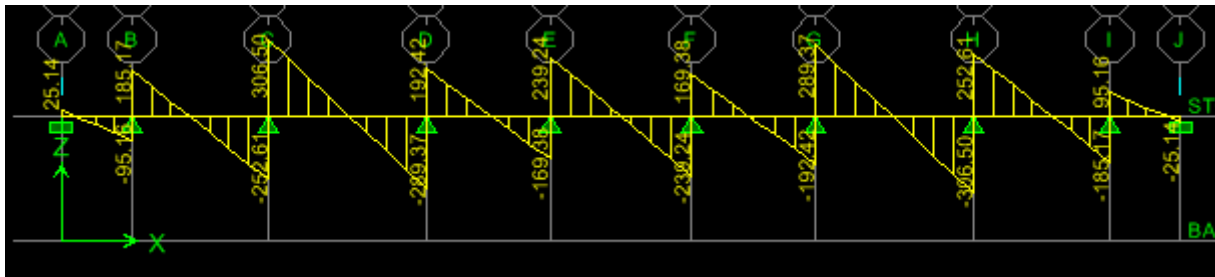 A B C D E F G H I J
25.14 185.17 306.50 192.42 239.24 169.38 289.37 252.61 95.16
ST
-95.16 -252.61 -289.37 -169.38 -239.24 -192.42 -306.50 -185.17 -25.14
Z
X
BA